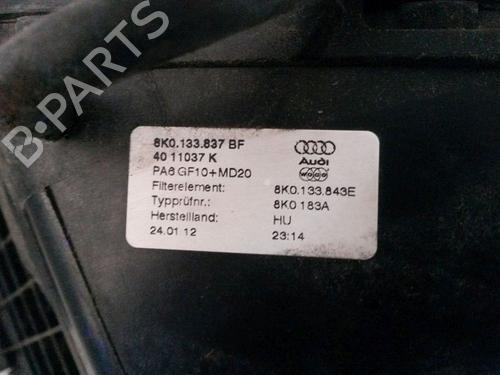 B-PARTS
8K0.133.837 BF
40 11037 K
PA6 GF10+MD20
Audi
Filterelement: 8K0.133.843E
Typprüfnr.: 8K0 183A
Herstelland: HU
24.01 12 23:14